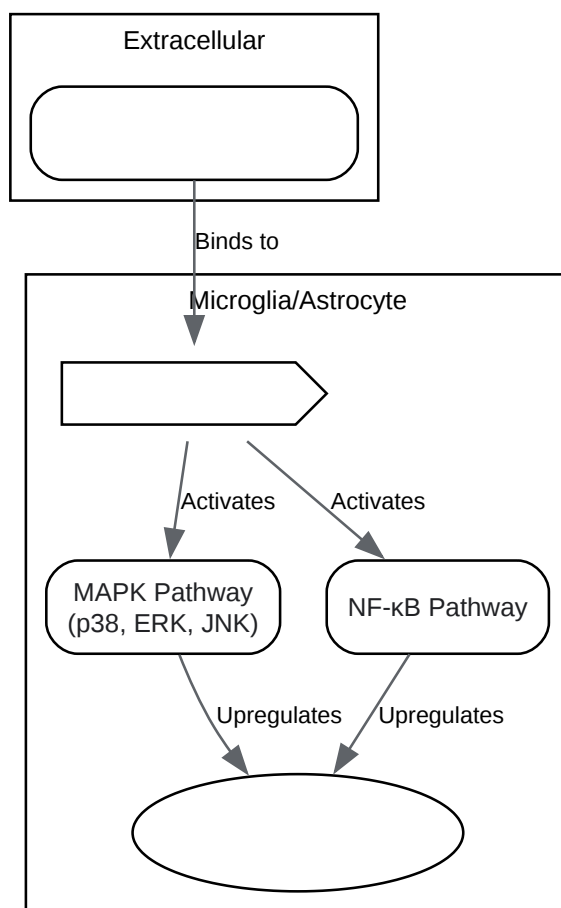 Extracellular
Binds to
Microglia/Astrocyte
Activates
Activates
MAPK Pathway
(p38, ERK, JNK)
NF-κB Pathway
Upregulates
Upregulates